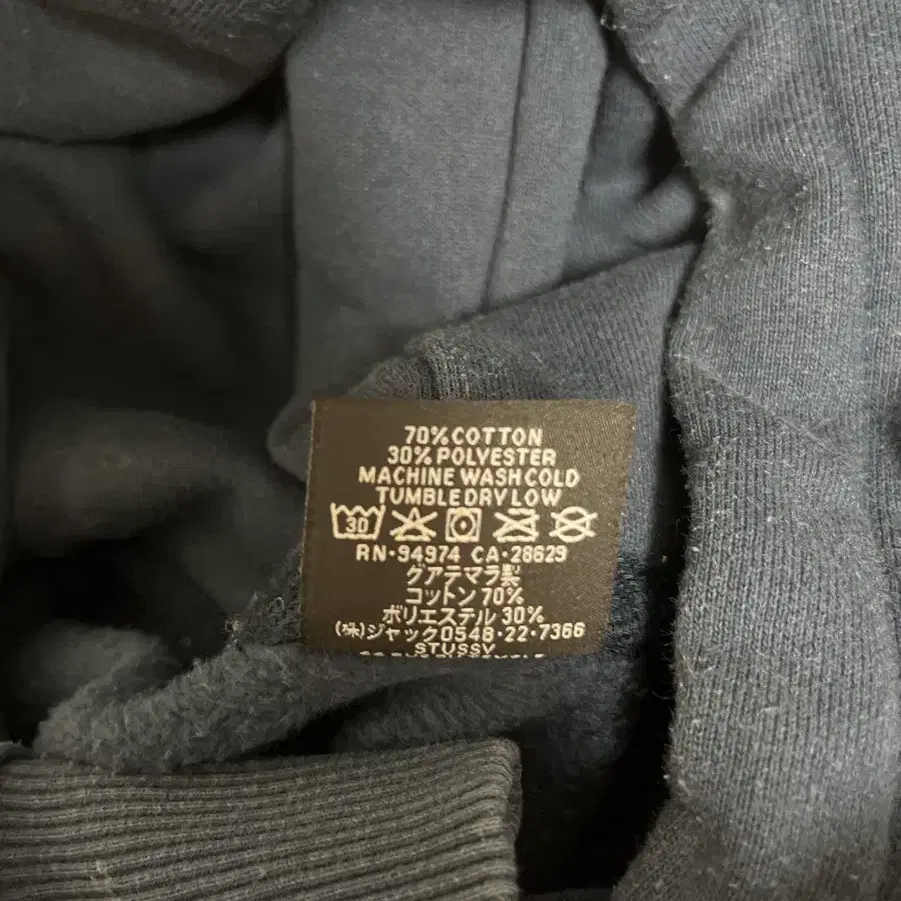 70% COTTON
30% POLYESTER
MACHINE WASH COLD
TUMBLE DRY LOW
30
RN·94974 CA·28629
グアテマラ製
コットン 70%
ポリエステル 30%
(株)ジャック0548·22·7366
STUSSY